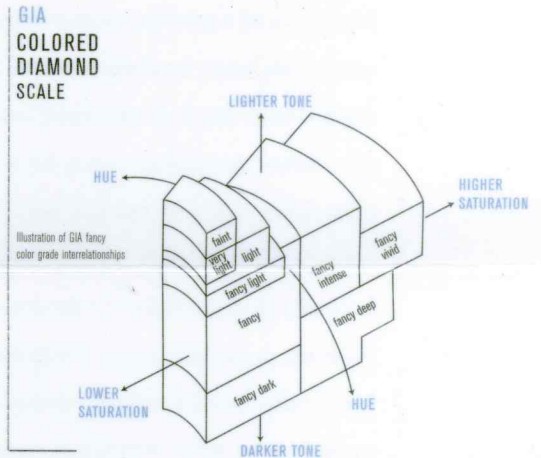 GIA
COLORED
DIAMOND
SCALE
LIGHTER TONE
HUE
HIGHER
SATURATION
Illustration of GIA fancy
color grade interrelationships
faint
very
light
light
fancy light
fancy
fancy
intense
fancy
vivid
fancy deep
fancy dark
LOWER
SATURATION
HUE
DARKER TONE